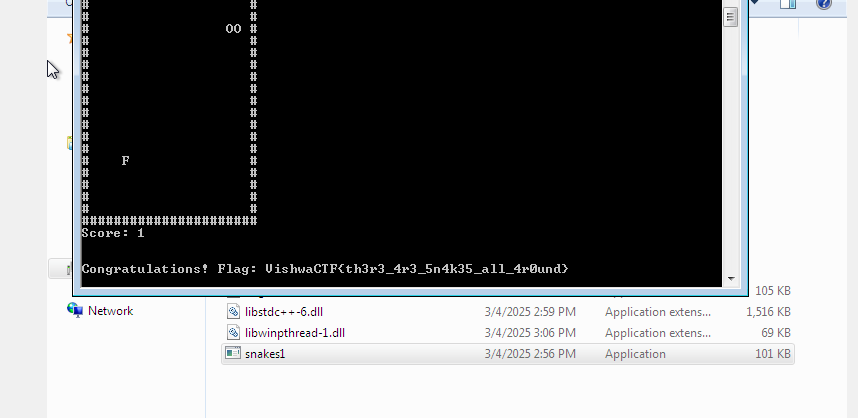 #                     #
#                 OO #
#                     #
#                     #
#                     #
#                     #
#                     #
#                     #
#                     #
#                     #
#                     #
#                     #
#                     #
#    F                #
#                     #
#                     #
#                     #
#                     #
######################
Score: 1
Congratulations! Flag: VishwaCTF{th3r3_4r3_5n4k35_all_4r0und}
105 KB
Network
libstdc++-6.dll 3/4/2025 2:59 PM Application extens... 1,516 KB
libwinpthread-1.dll 3/4/2025 3:06 PM Application extens... 69 KB
snakes1 3/4/2025 2:56 PM Application 101 KB